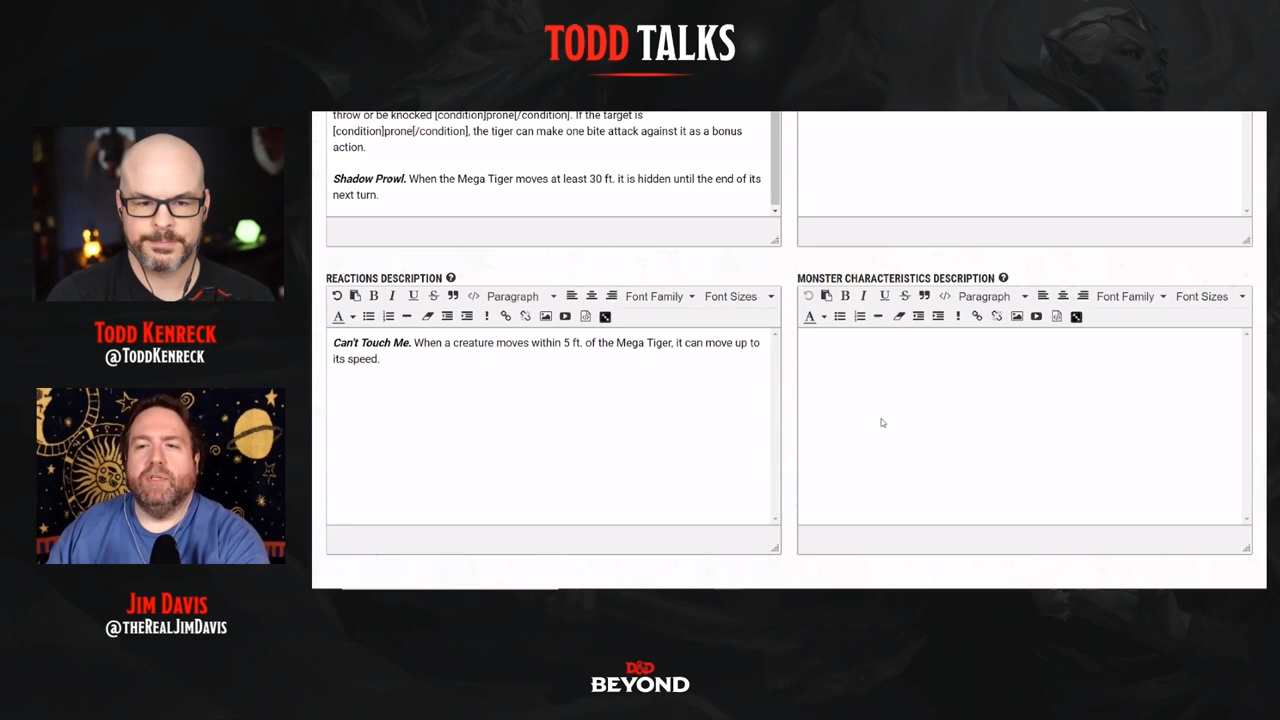 TODD TALKS
throw or be knocked [condition]prone[/condition]. If the target is
[condition]prone[/condition], the tiger can make one bite attack against it as a bonus
action.
Shadow Prowl. When the Mega Tiger moves at least 30 ft. it is hidden until the end of its
next turn.
REACTIONS DESCRIPTION
Paragraph
Font Family
Font Sizes
Can't Touch Me. When a creature moves within 5 ft. of the Mega Tiger, it can move up to
its speed.
MONSTER CHARACTERISTICS DESCRIPTION
Paragraph
Font Family
Font Sizes
TODD KENRECK
@TODDKENRECK
JIM DAVIS
@THEREALJIMDAVIS
D&D
BEYOND